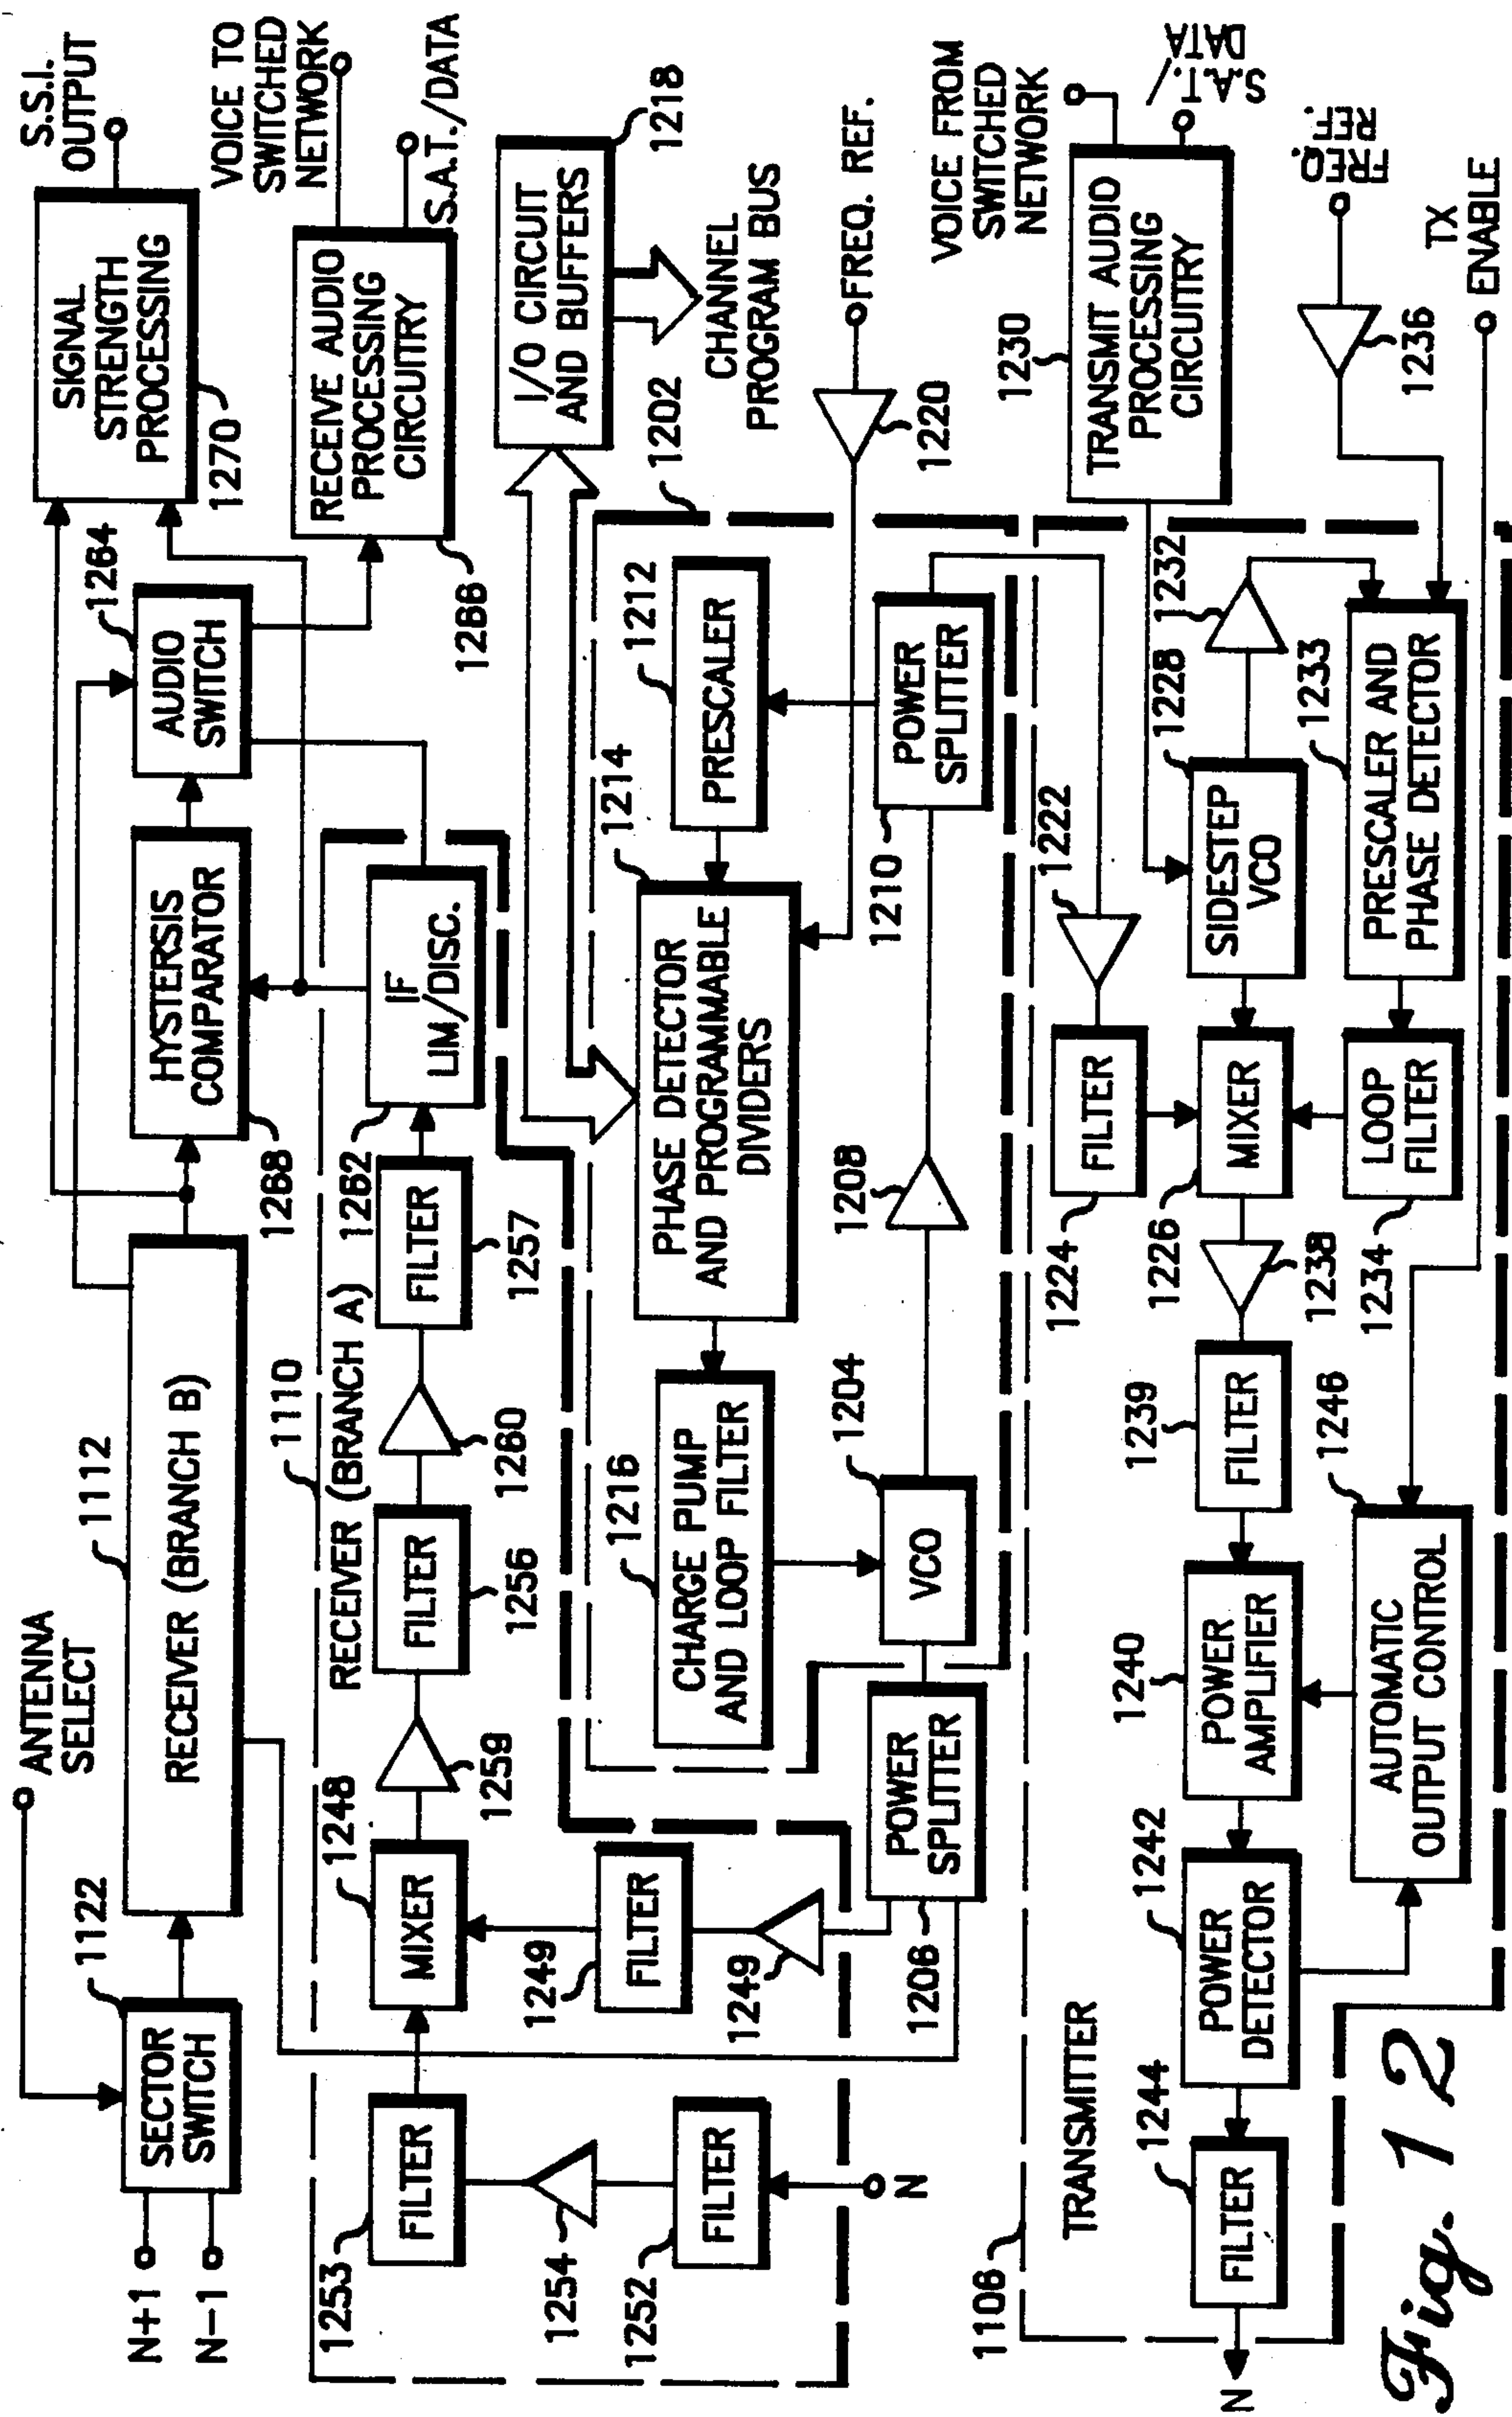 ANTENNA
SELECT
1122
SECTOR
SWITCH
N+1
N-1
1112
RECEIVER (BRANCH B)
HYSTERSIS
COMPARATOR
1268
1264
AUDIO
SWITCH
SIGNAL
STRENGTH
PROCESSING
1270
S.S.I.
OUTPUT
VOICE TO
SWITCHED
NETWORK
RECEIVE AUDIO
PROCESSING
CIRCUITRY
1266
S.A.T./DATA
1110
RECEIVER (BRANCH A)
1253
FILTER
1254
1252
FILTER
N
1248
MIXER
1249
FILTER
1249
1259
FILTER
1256
1260
FILTER
1257
1262
IF
LIM/DISC.
I/O CIRCUIT
AND BUFFERS
1218
CHANNEL
PROGRAM BUS
1202
1216
CHARGE PUMP
AND LOOP FILTER
1214
PHASE DETECTOR
AND PROGRAMMABLE
DIVIDERS
1212
PRESCALER
FREQ. REF.
1220
POWER
SPLITTER
1206
1204
VCO
1208
1210
POWER
SPLITTER
VOICE FROM
SWITCHED
NETWORK
1230
TRANSMIT AUDIO
PROCESSING
CIRCUITRY
S.A.T./
DATA
FREQ.
REF.
1236
TX
ENABLE
1106
TRANSMITTER
1222
1224
FILTER
1226
MIXER
1228
SIDESTEP
VCO
1232
1233
PRESCALER AND
PHASE DETECTOR
1234
LOOP
FILTER
1238
1239
FILTER
1240
POWER
AMPLIFIER
1242
POWER
DETECTOR
1244
FILTER
N
1246
AUTOMATIC
OUTPUT CONTROL
Fig. 12